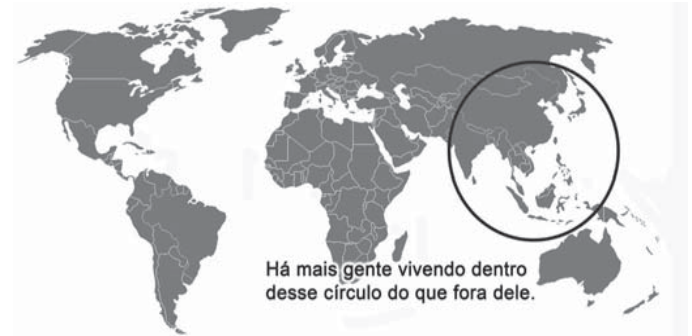 Há mais gente vivendo dentro
desse círculo do que fora dele.